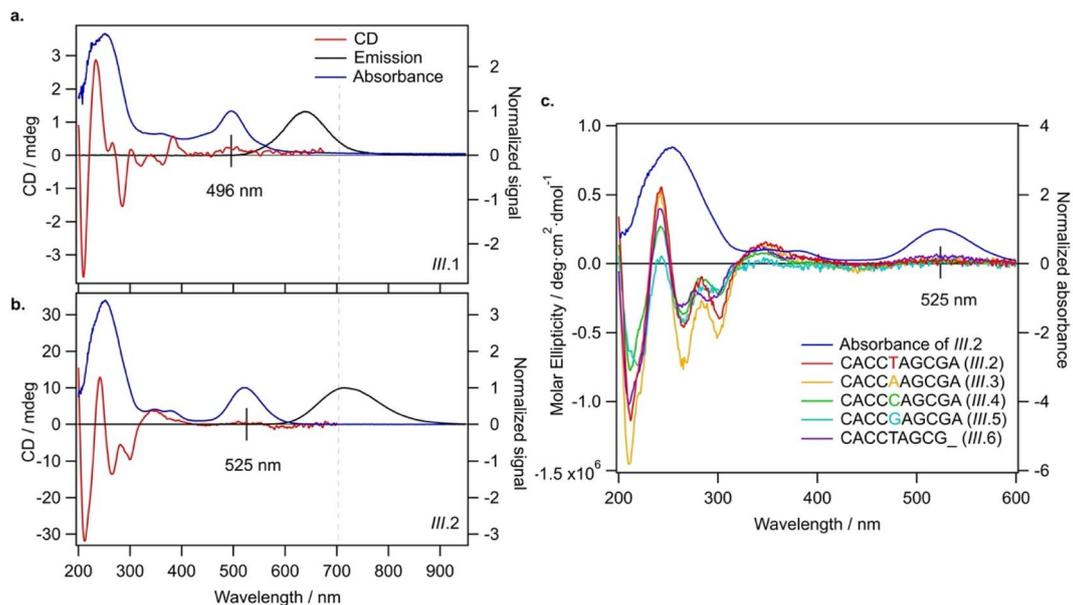 a.
CD / mdeg
3
2
1
0
-1
-2
-3
CD
Emission
Absorbance
496 nm
III.1
2
1
0
-1
-2
Normalized signal
b.
CD / mdeg
30
20
10
0
-10
-20
-30
525 nm
III.2
3
2
1
0
-1
-2
-3
Normalized signal
200 300 400 500 600 700 800 900
Wavelength / nm
c.
Molar Ellipticity / deg·cm²·dmol⁻¹
1.0
0.5
0.0
-0.5
-1.0
-1.5 x10⁶
525 nm
Absorbance of III.2
CACCTAGCGA (III.2)
CACCAAGCGA (III.3)
CACCCAGCGA (III.4)
CACCGAGCGA (III.5)
CACCTAGCG_ (III.6)
4
2
0
-2
-4
-6
Normalized absorbance
200 300 400 500 600
Wavelength / nm